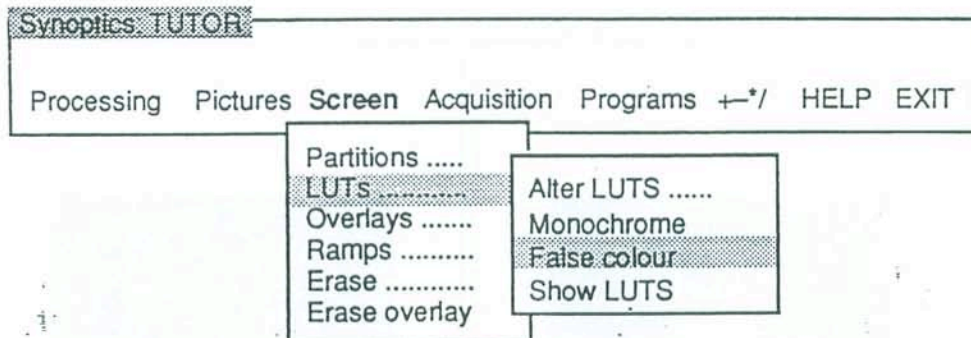 Synoptics: TUTOR
Processing Pictures Screen Acquisition Programs +-*/ HELP EXIT
Partitions .....
LUTs ............
Overlays .......
Ramps ..........
Erase ............
Erase overlay
Alter LUTS ......
Monochrome
False colour
Show LUTS